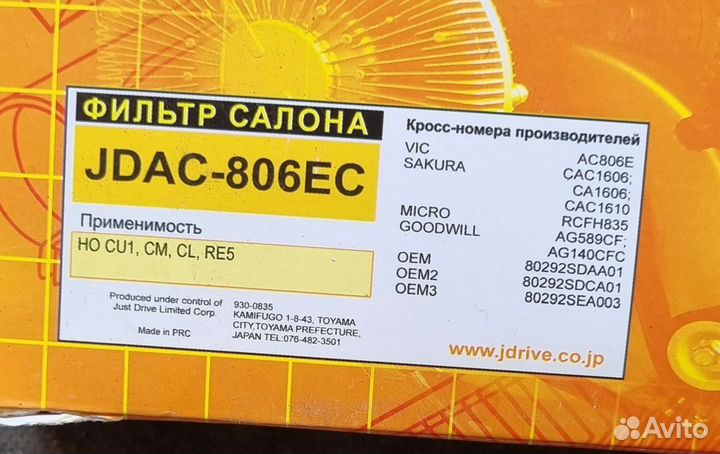 ФИЛЬТР САЛОНА
JDAC-806EC
Применимость
HO CU1, CM, CL, RE5
Produced under control of
Just Drive Limited Corp.
Made in PRC
930-0835
KAMIFUGO 1-8-43, TOYAMA
CITY,TOYAMA PREFECTURE,
JAPAN TEL:076-482-3501
Кросс-номера производителей
VIC AC806E
SAKURA CAC1606;
CA1606;
CAC1610
MICRO RCFH835
GOODWILL AG589CF;
AG140CFC
OEM 80292SDAA01
OEM2 80292SDCA01
OEM3 80292SEA003
www.jdrive.co.jp
Avito